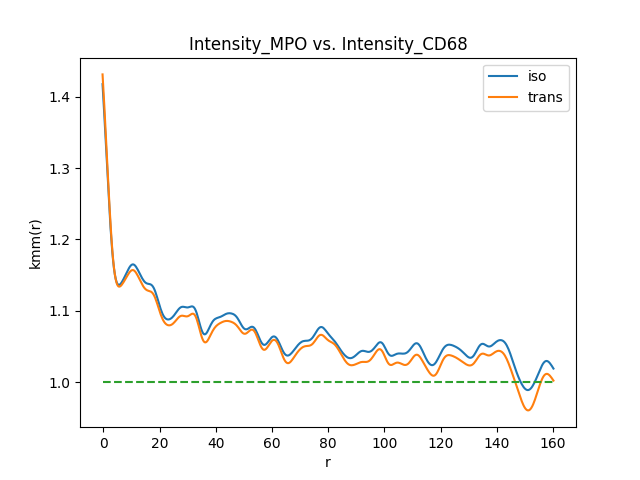 Intensity_MPO vs. Intensity_CD68
iso
trans
kmm(r)
1.4
1.3
1.2
1.1
1.0
0 20 40 60 80 100 120 140 160
r